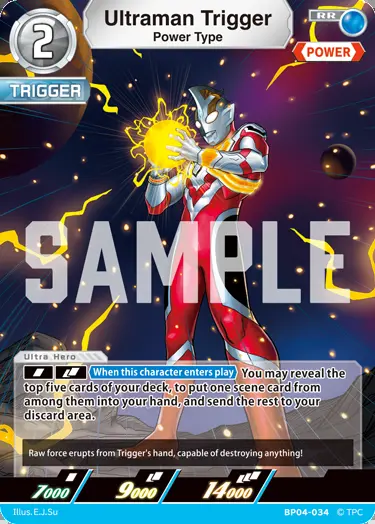 Ultraman Trigger
Power Type
2
RR
POWER
TRIGGER
SAMPLE
Ultra Hero
When this character enters play You may reveal the
top five cards of your deck, to put one scene card from
among them into your hand, and send the rest to your
discard area.
Raw force erupts from Trigger's hand, capable of destroying anything!
7000 9000 14000
Illus.E.J.Su BP04-034 © TPC